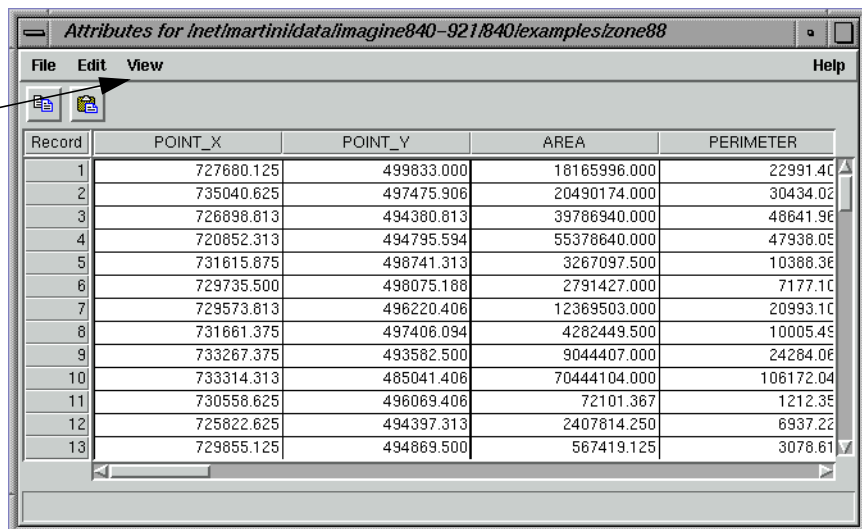 Attributes for /net/martini/data/imagine840-921/840/examples/zone88
File Edit View Help
Record POINT_X POINT_Y AREA PERIMETER
1 727680.125 499833.000 18165996.000 22991.40
2 735040.625 497475.906 20490174.000 30434.02
3 726898.813 494380.813 39786940.000 48641.96
4 720852.313 494795.594 55378640.000 47938.05
5 731615.875 498741.313 3267097.500 10388.36
6 729735.500 498075.188 2791427.000 7177.10
7 729573.813 496220.406 12369503.000 20993.10
8 731661.375 497406.094 4282449.500 10005.49
9 733267.375 493582.500 9044407.000 24284.06
10 733314.313 485041.406 70444104.000 106172.04
11 730558.625 496069.406 72101.367 1212.35
12 725822.625 494397.313 2407814.250 6937.22
13 729855.125 494869.500 567419.125 3078.61